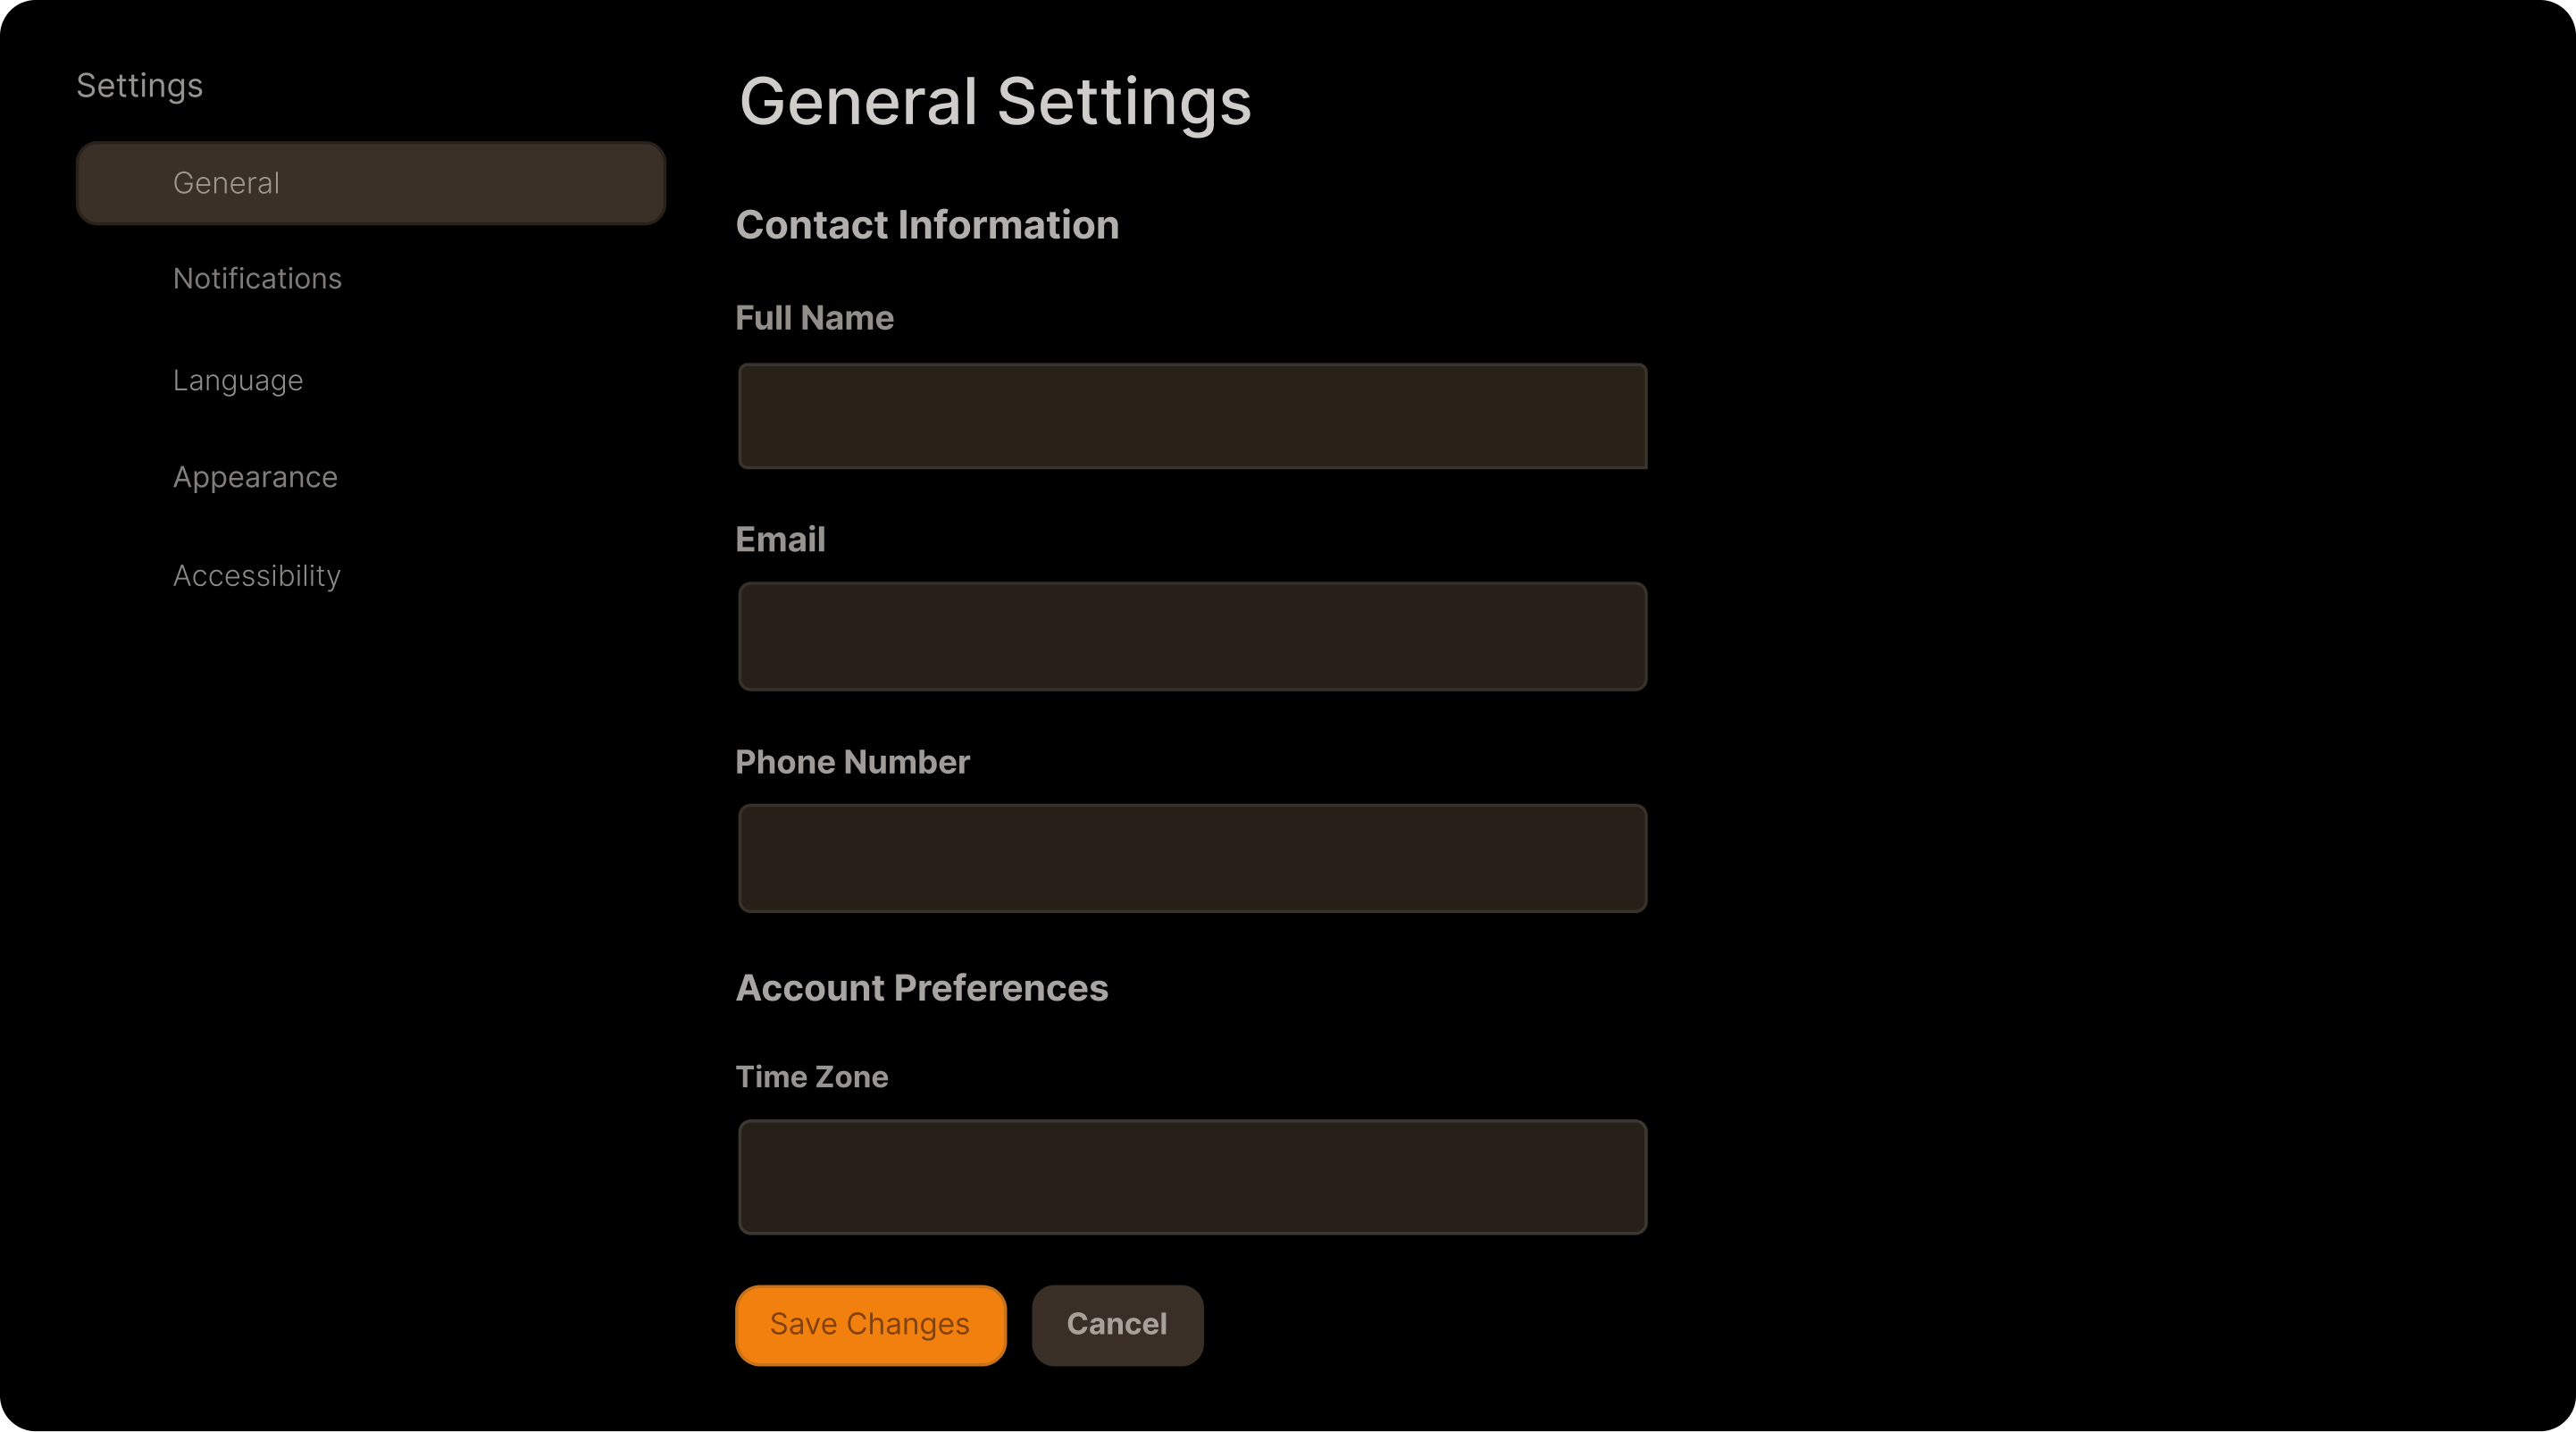 Settings
General
Notifications
Language
Appearance
Accessibility
General Settings
Contact Information
Full Name
Email
Phone Number
Account Preferences
Time Zone
Save Changes
Cancel